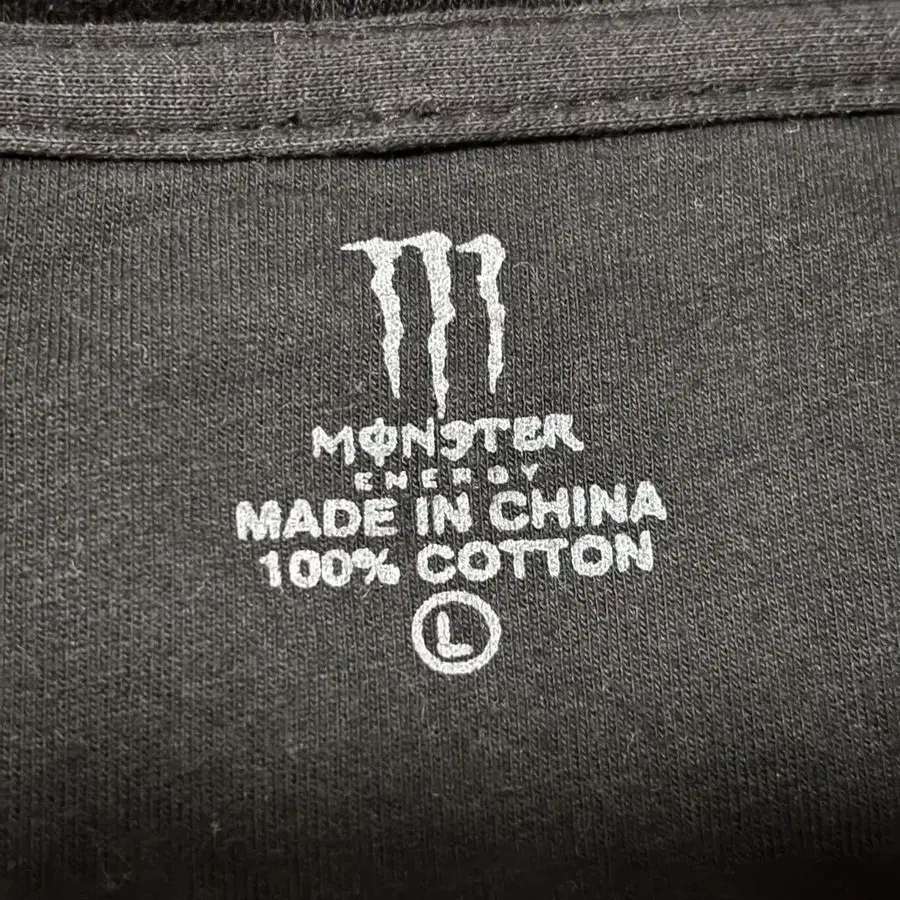 MONSTER
ENERGY
MADE IN CHINA
100% COTTON
L